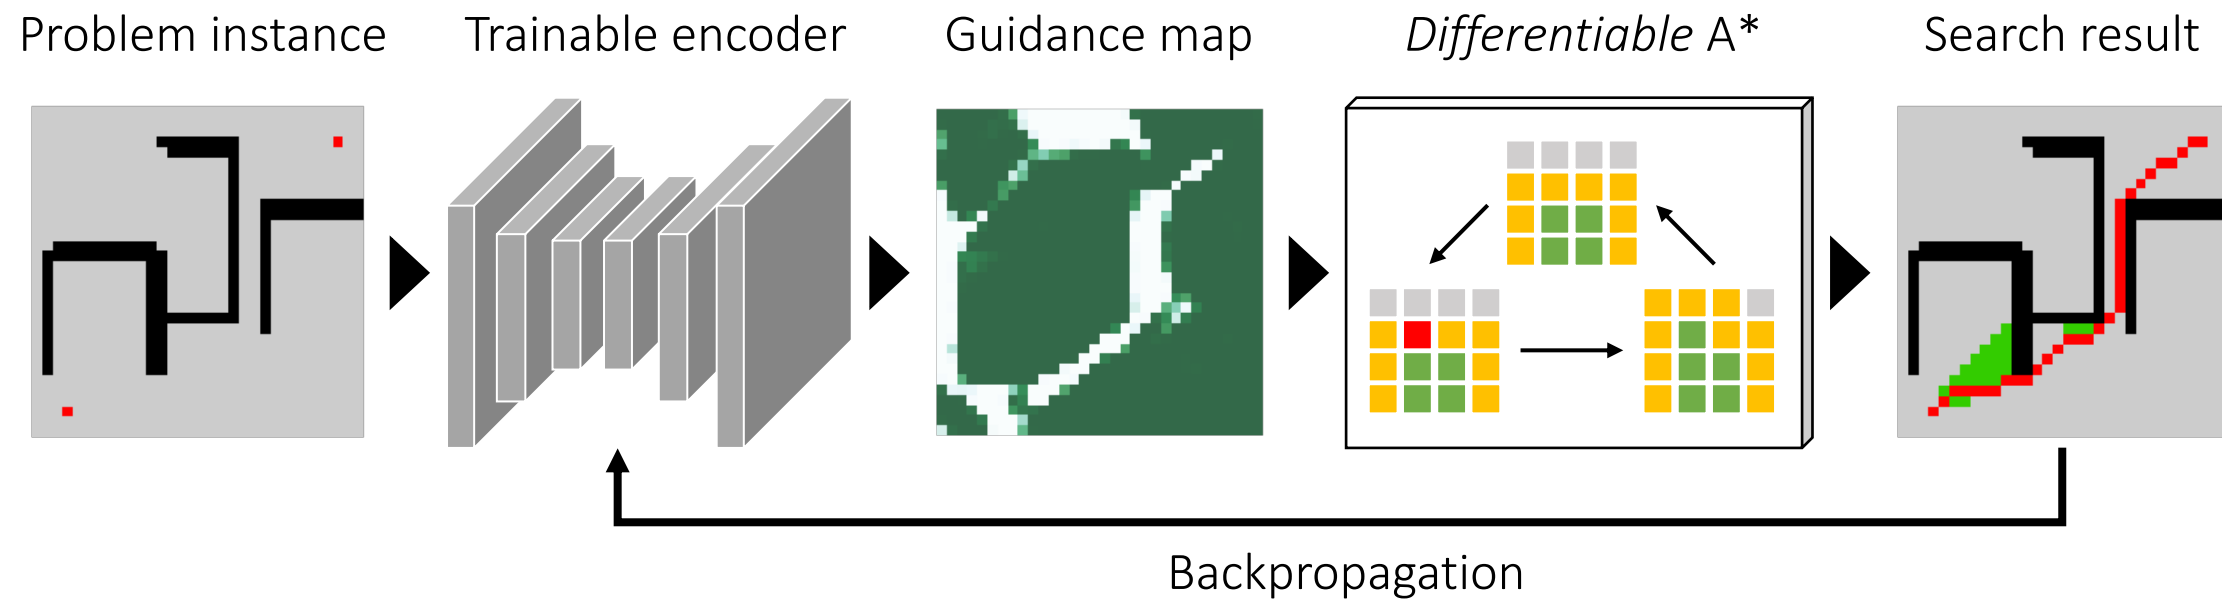 Problem instance
Trainable encoder
Guidance map
Differentiable A*
Search result
Backpropagation